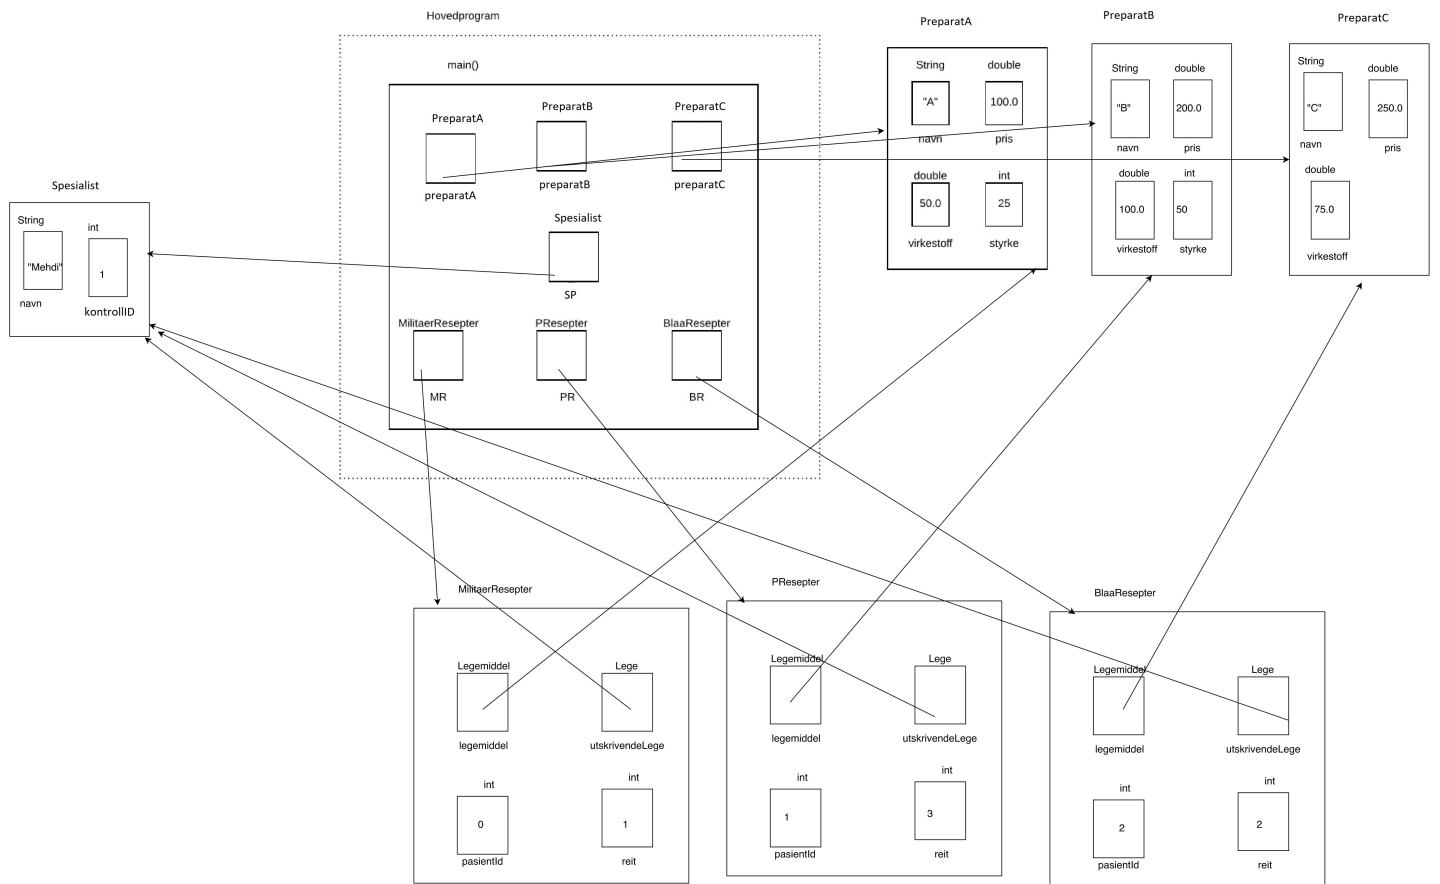 Hovedprogram
PreparatA
PreparatB
PreparatC
main()
PreparatA
PreparatB
PreparatC
preparatA
preparatB
preparatC
Spesialist
SP
MilitaerResepter
PResepter
BlaaResepter
MR
PR
BR
String
double
"A"
100.0
navn
pris
double
int
50.0
25
virkestoff
styrke
String
double
"B"
200.0
navn
pris
double
int
100.0
50
virkestoff
styrke
String
double
"C"
250.0
navn
pris
double
75.0
virkestoff
Spesialist
String
int
"Mehdi"
1
navn
kontrollID
MilitaerResepter
Legemiddel
Lege
legemiddel
utskrivendeLege
int
int
0
1
pasientId
reit
PResepter
Legemiddel
Lege
legemiddel
utskrivendeLege
int
int
1
3
pasientId
reit
BlaaResepter
Legemiddel
Lege
legemiddel
utskrivendeLege
int
int
2
2
pasientId
reit